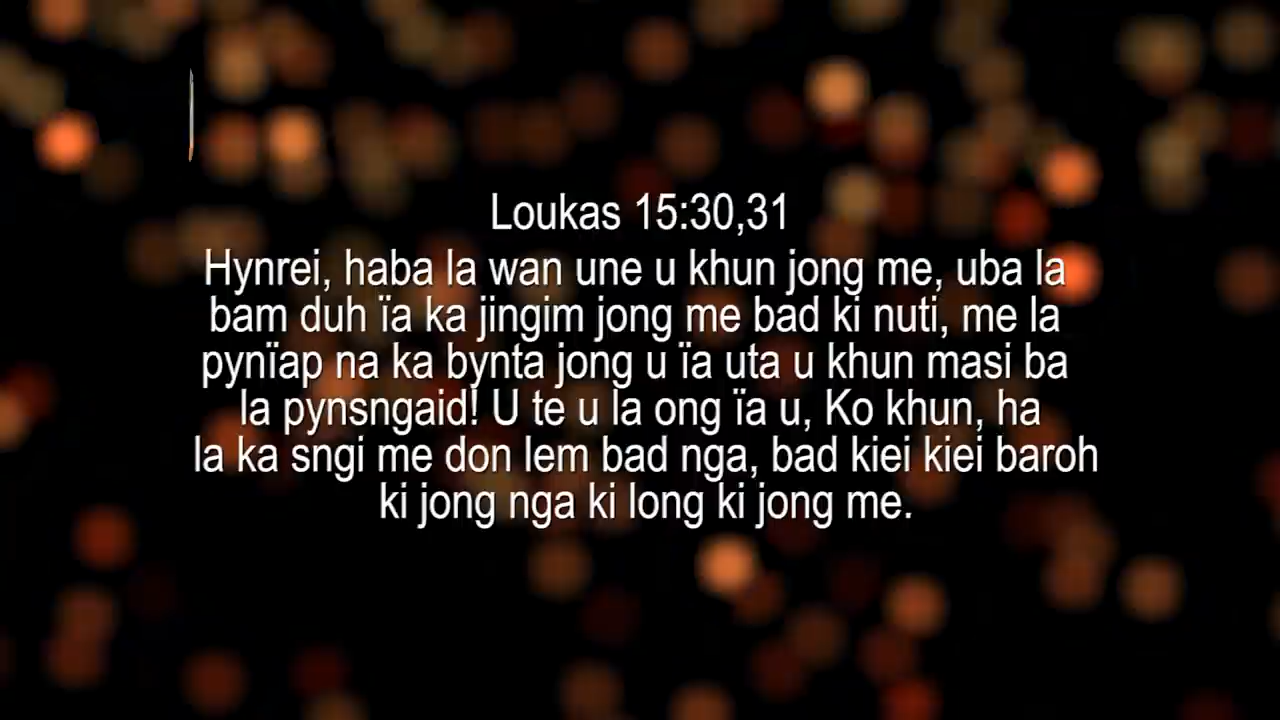 Loukas 15:30,31
Hynrei, haba la wan une u khun jong me, uba la
bam duh ïa ka jingim jong me bad ki nuti, me la
pynïap na ka bynta jong u ïa uta u khun masi ba
la pynsngaid! U te u la ong ïa u, Ko khun, ha
la ka sngi me don lem bad nga, bad kiei kiei baroh
ki jong nga ki long ki jong me.